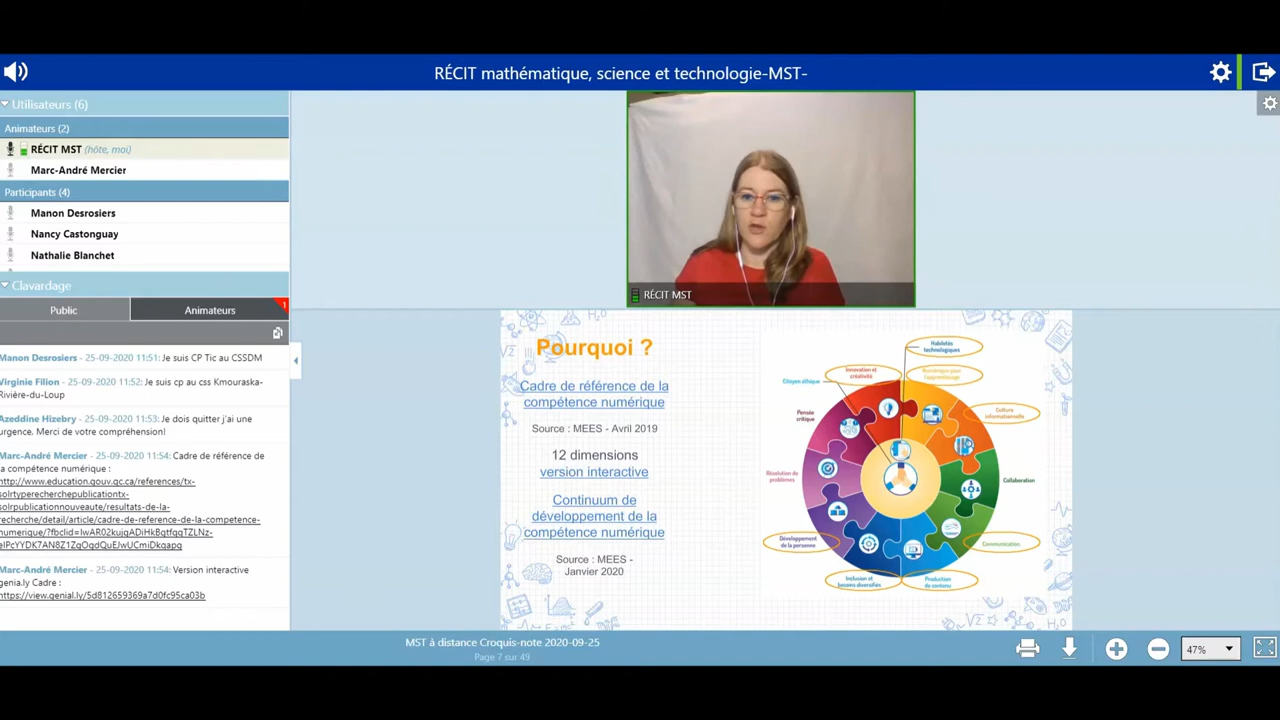 RÉCIT mathématique, science et technologie-MST-
Utilisateurs (6)
Animateurs (2)
RÉCIT MST (hôte, moi)
Marc-André Mercier
Participants (4)
Manon Desrosiers
Nancy Castonguay
Nathalie Blanchet
Clavardage
Public
Animateurs
1
Manon Desrosiers - 25-09-2020 11:51: Je suis CP Tic au CSSDM
Virginie Filion - 25-09-2020 11:52: Je suis cp au css Kmouraska-
Rivière-du-Loup
Azeddine Hizebry - 25-09-2020 11:53: Je dois quitter j'ai une
urgence. Merci de votre compréhension!
Marc-André Mercier - 25-09-2020 11:54: Cadre de référence de
la compétence numérique :
http://www.education.gouv.qc.ca/references/tx-
solrtyperecherchepublicationtx-
solrpublicationnouveaute/resultats-de-la-
recherche/detail/article/cadre-de-reference-de-la-competence-
Marc-André Mercier - 25-09-2020 11:54: Version interactive
genia.ly Cadre :
https://view.genial.ly/5d812659369a7d0fc95ca03b
RÉCIT MST
Pourquoi ?
Cadre de référence de la
compétence numérique
Source : MEES - Avril 2019
12 dimensions
version interactive
Continuum de
développement de la
compétence numérique
Source : MEES -
Janvier 2020
Habiletés
technologiques
Innovation et
créativité
Numérique pour
l'apprentissage
Citoyen éthique
Culture
informationnelle
Pensée
critique
Résolution de
problèmes
Collaboration
Développement
de la personne
Communication
Inclusion et
besoins diversifiés
Production
de contenu
H₂O
MST à distance Croquis-note 2020-09-25
Page 7 sur 49
47%